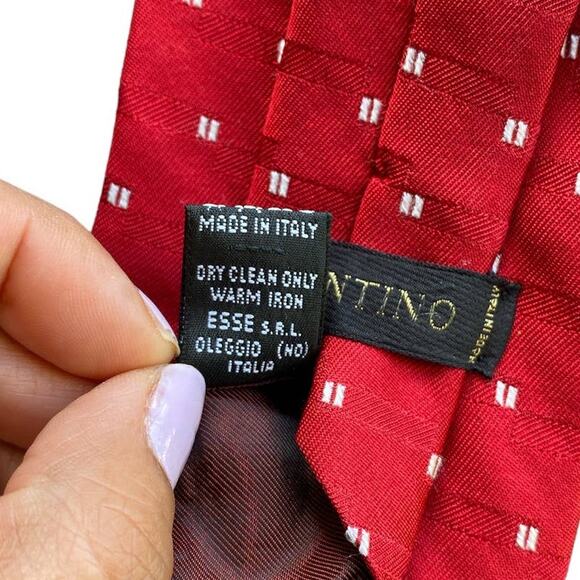 MADE IN ITALY
DRY CLEAN ONLY
WARM IRON
ESSE S.R.L.
OLEGGIO (NO)
ITALIA
NTINO
MADE IN ITALY